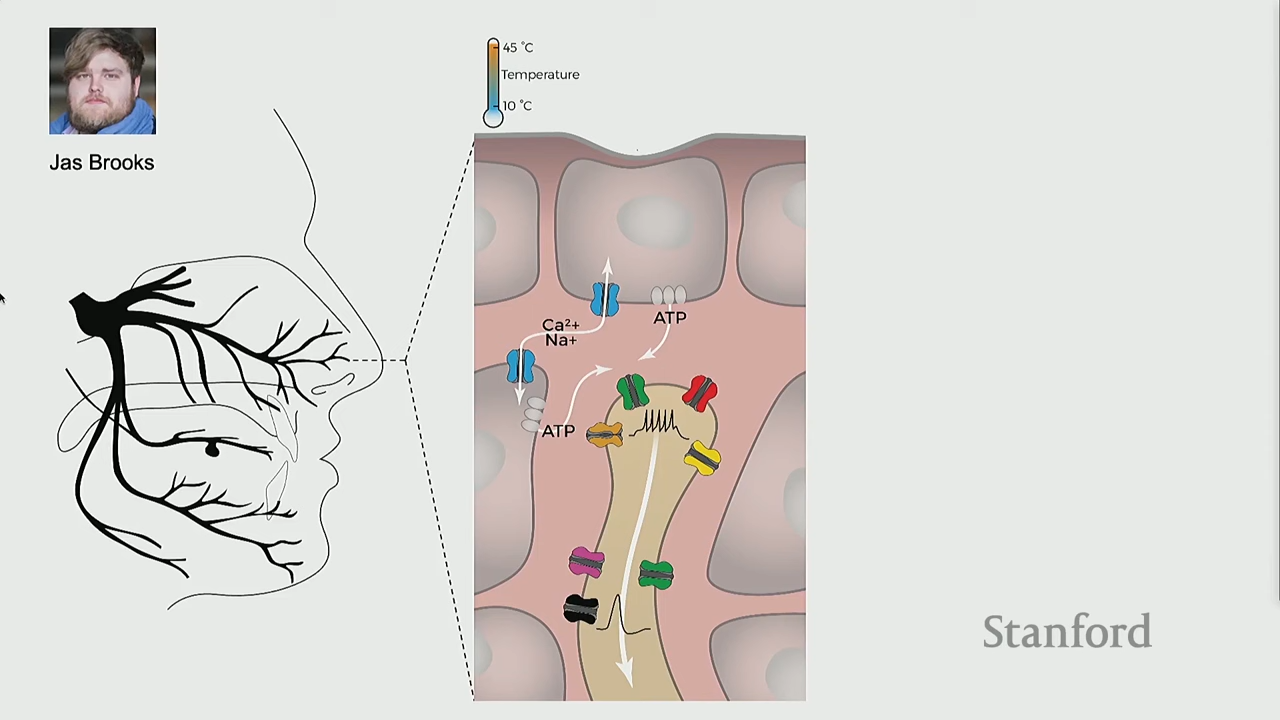 Jas Brooks
45 °C
Temperature
10 °C
Ca²⁺
Na+
ATP
ATP
Stanford